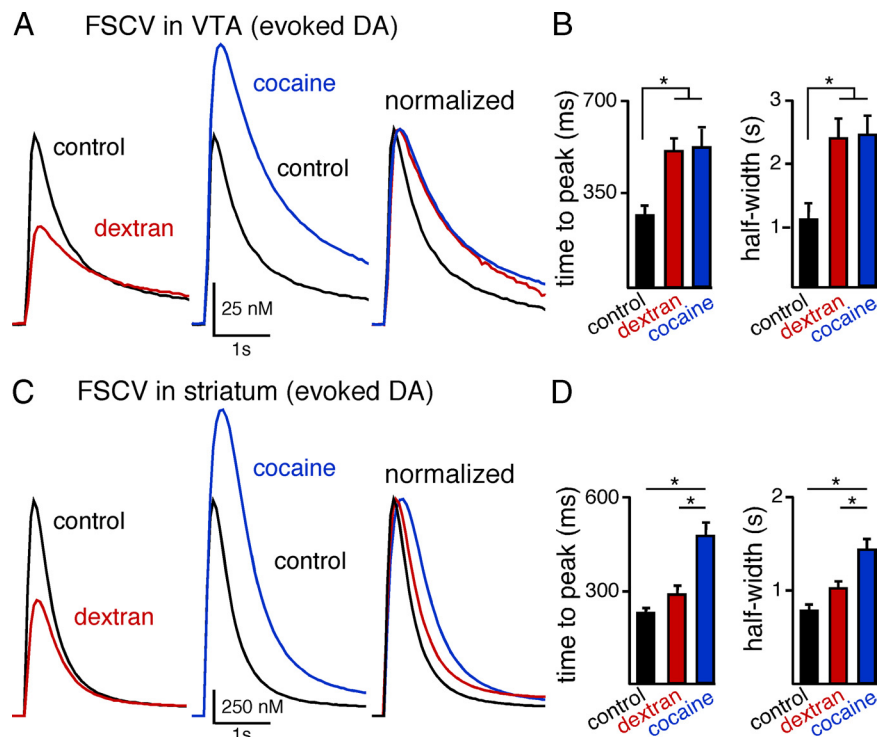 A
FSCV in VTA (evoked DA)
control
dextran
cocaine
control
25 nM
1s
normalized
B
time to peak (ms)
700
350
control
dextran
cocaine
*
half-width (s)
3
2
1
control
dextran
cocaine
*
C
FSCV in striatum (evoked DA)
control
dextran
cocaine
control
250 nM
1s
normalized
D
time to peak (ms)
600
300
control
dextran
cocaine
*
*
half-width (s)
2
1
control
dextran
cocaine
*
*